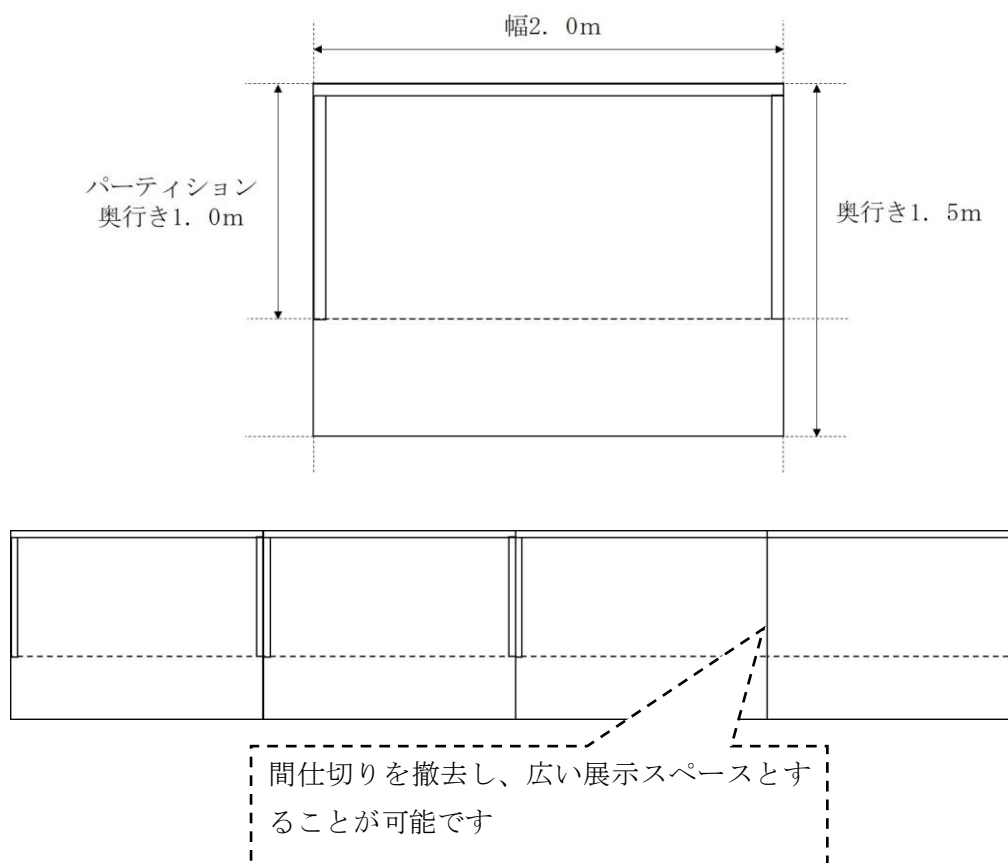 幅2．0m
パーティション
奥行き1．0m
奥行き1．5m
間仕切りを撤去し、広い展示スペースとす
ることが可能です